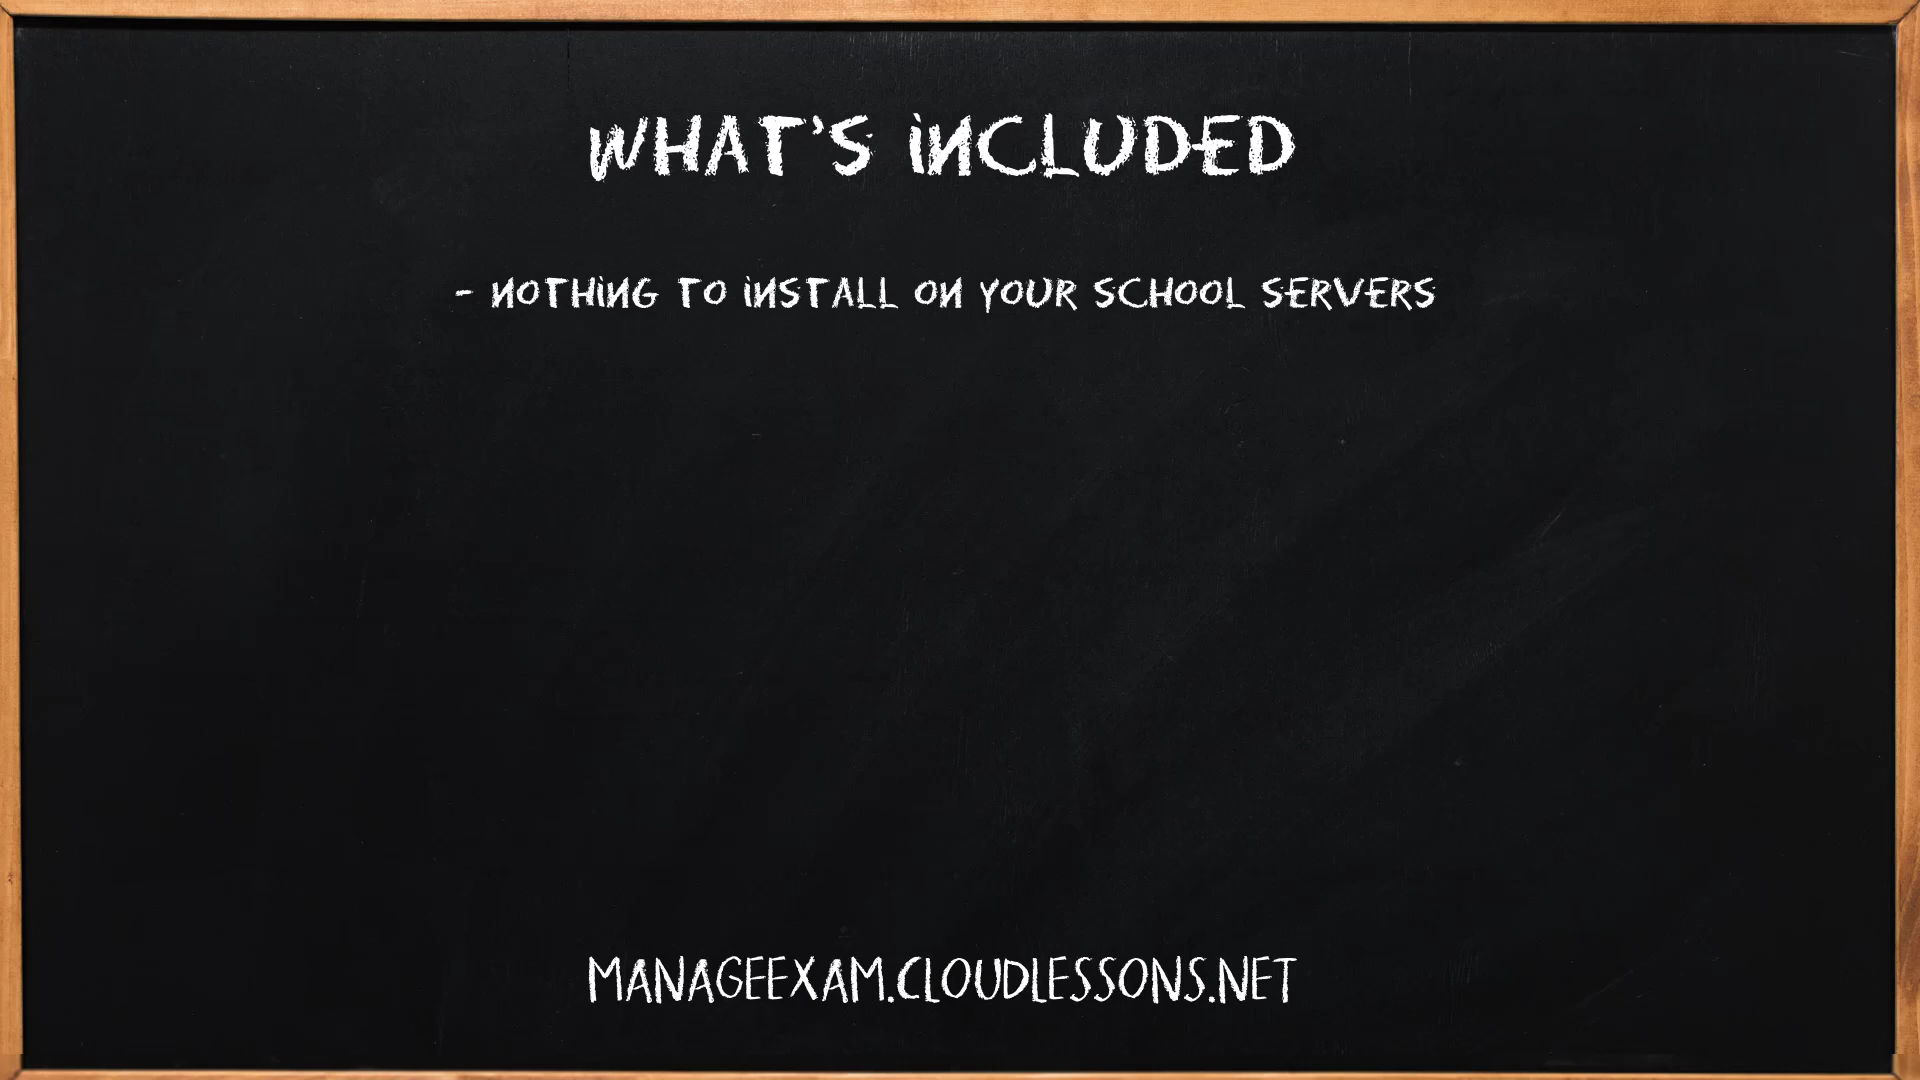 WHAT'S INCLUDED
- NOTHING TO INSTALL ON YOUR SCHOOL SERVERS
MANAGEEXAM.CLOUDLESSONS.NET